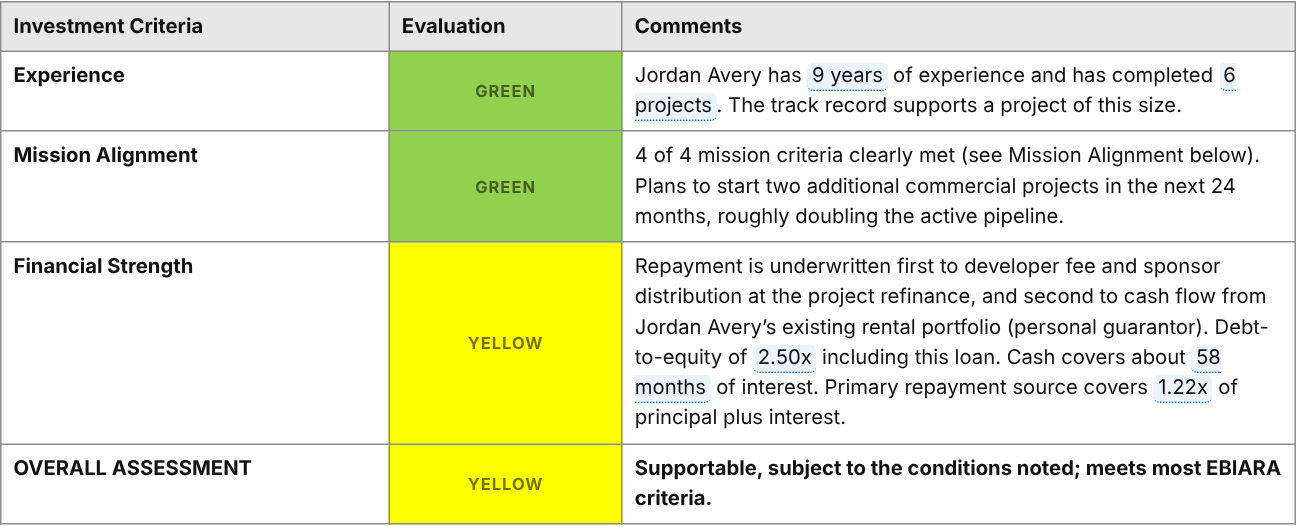 Investment Criteria
Evaluation
Comments
Experience
GREEN
Jordan Avery has 9 years of experience and has completed 6
projects. The track record supports a project of this size.
Mission Alignment
GREEN
4 of 4 mission criteria clearly met (see Mission Alignment below).
Plans to start two additional commercial projects in the next 24
months, roughly doubling the active pipeline.
Financial Strength
YELLOW
Repayment is underwritten first to developer fee and sponsor
distribution at the project refinance, and second to cash flow from
Jordan Avery’s existing rental portfolio (personal guarantor). Debt-
to-equity of 2.50x including this loan. Cash covers about 58
months of interest. Primary repayment source covers 1.22x of
principal plus interest.
OVERALL ASSESSMENT
YELLOW
Supportable, subject to the conditions noted; meets most EBIARA
criteria.